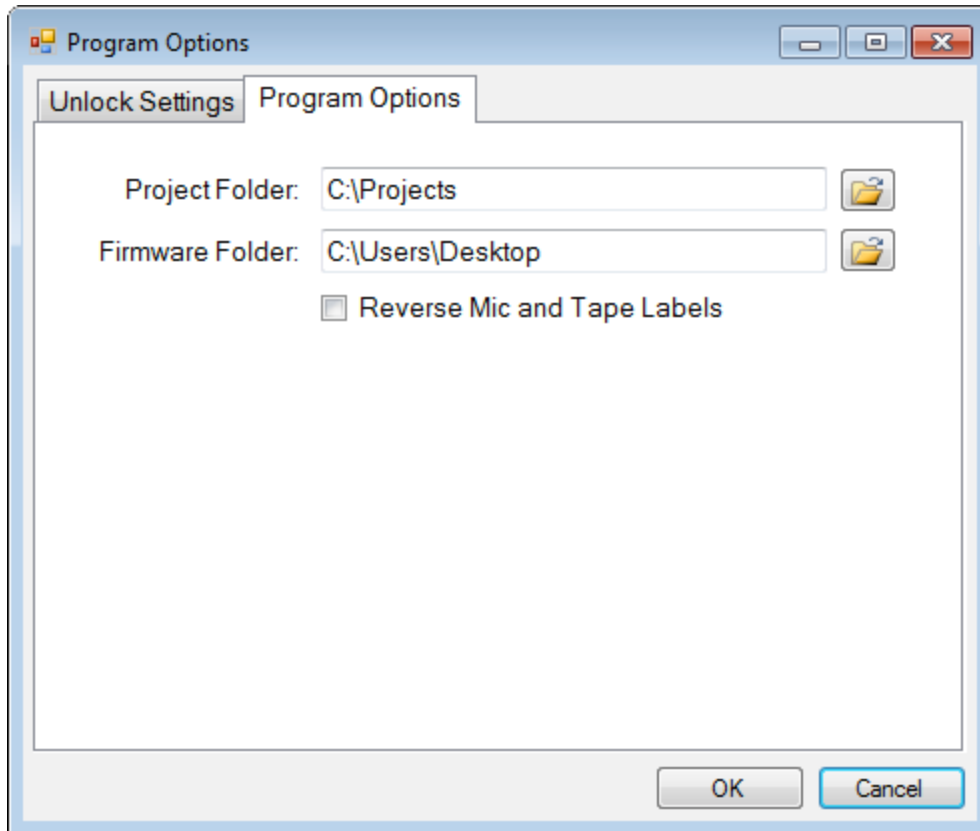 Program Options
Unlock Settings Program Options
Project Folder: C:\Projects
Firmware Folder: C:\Users\Desktop
Reverse Mic and Tape Labels
OK Cancel